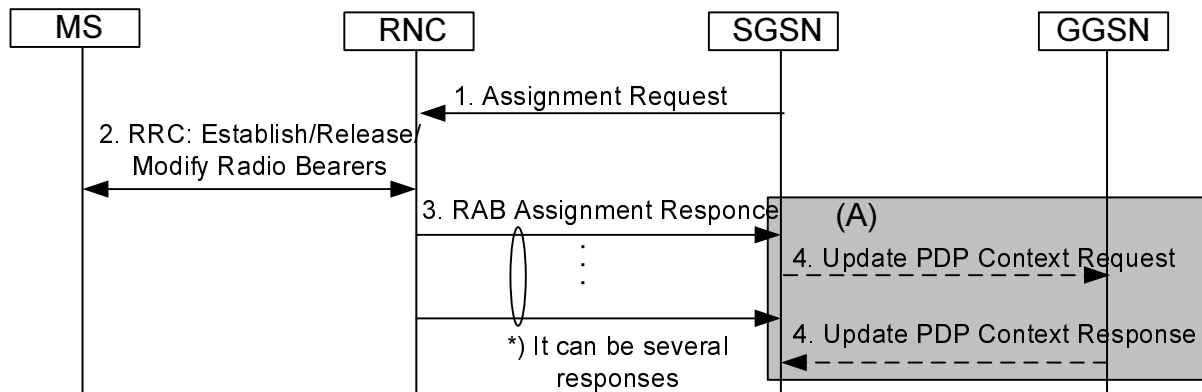 MS
RNC
SGSN
GGSN
1. Assignment Request
2. RRC: Establish/Release/
Modify Radio Bearers
3. RAB Assignment Responce
(A)
4. Update PDP Context Request
4. Update PDP Context Response
*) It can be several
responses